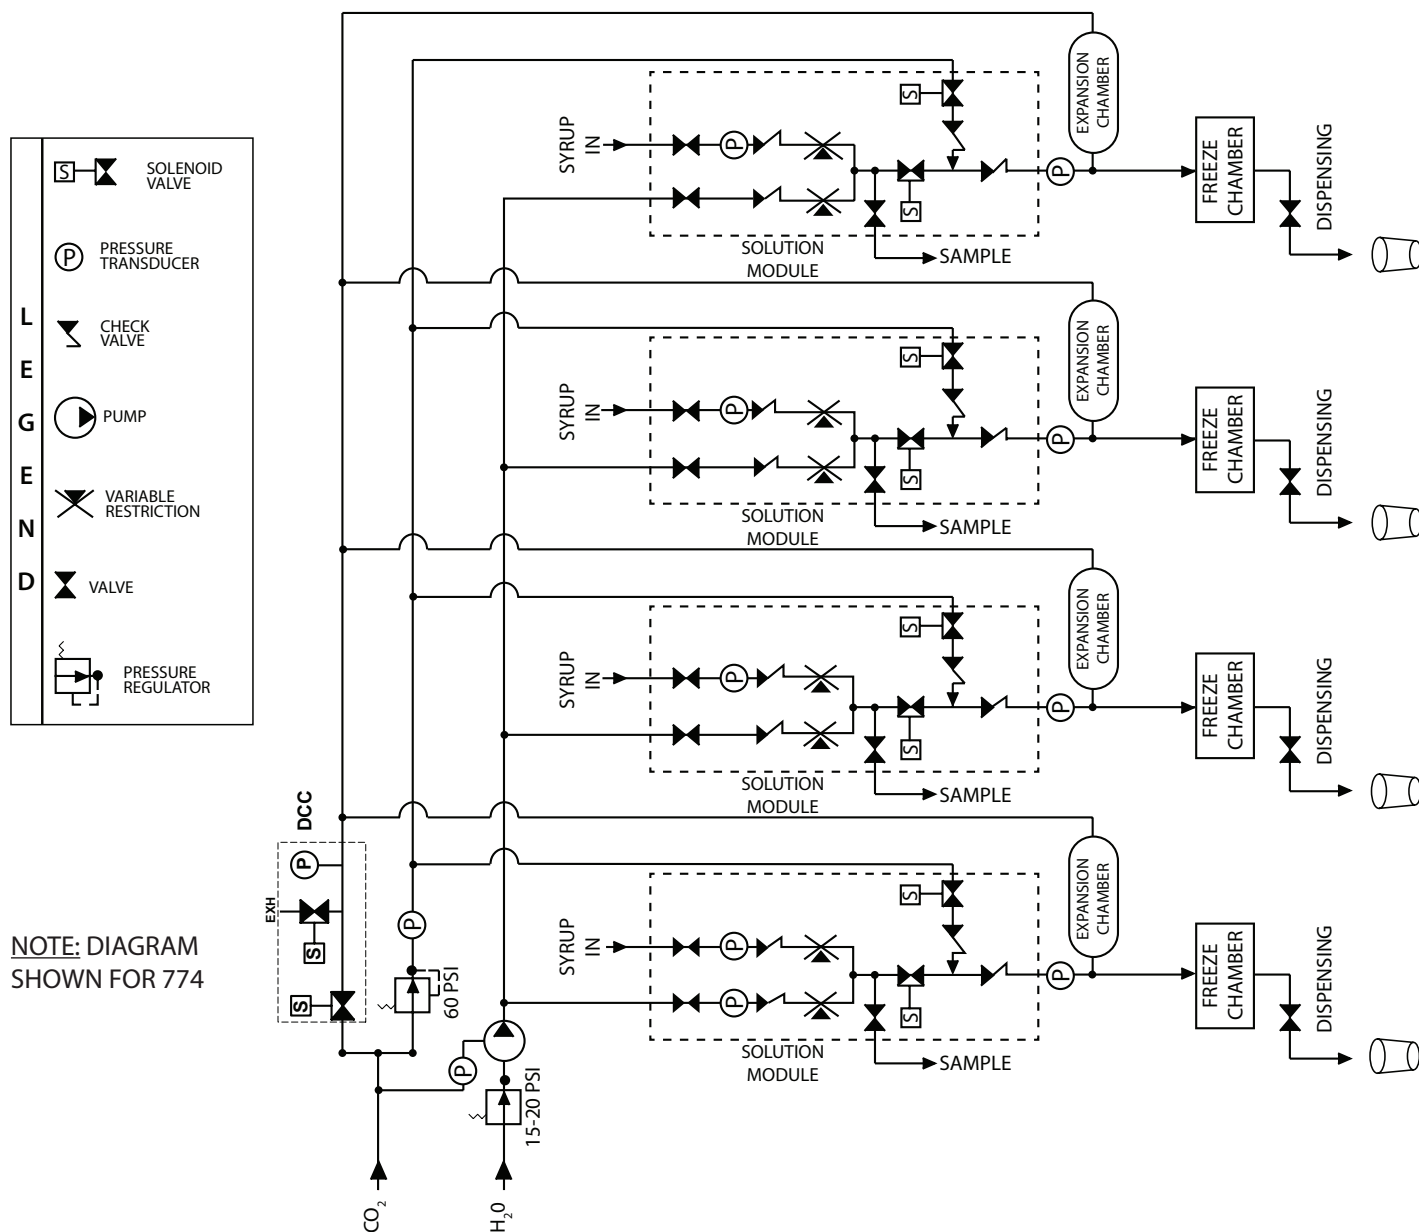 L
E
G
E
N
D
S
SOLENOID
VALVE
P
PRESSURE
TRANSDUCER
CHECK
VALVE
PUMP
VARIABLE
RESTRICTION
VALVE
PRESSURE
REGULATOR
NOTE: DIAGRAM
SHOWN FOR 774
DCC
P
EXH
S
S
P
60 PSI
P
15-20 PSI
CO2
H20
SYRUP
IN
P
S
S
SOLUTION
MODULE
SAMPLE
P
EXPANSION
CHAMBER
FREEZE
CHAMBER
DISPENSING
SYRUP
IN
P
S
S
SOLUTION
MODULE
SAMPLE
P
EXPANSION
CHAMBER
FREEZE
CHAMBER
DISPENSING
SYRUP
IN
P
S
S
SOLUTION
MODULE
SAMPLE
P
EXPANSION
CHAMBER
FREEZE
CHAMBER
DISPENSING
SYRUP
IN
P
P
S
S
SOLUTION
MODULE
SAMPLE
P
EXPANSION
CHAMBER
FREEZE
CHAMBER
DISPENSING